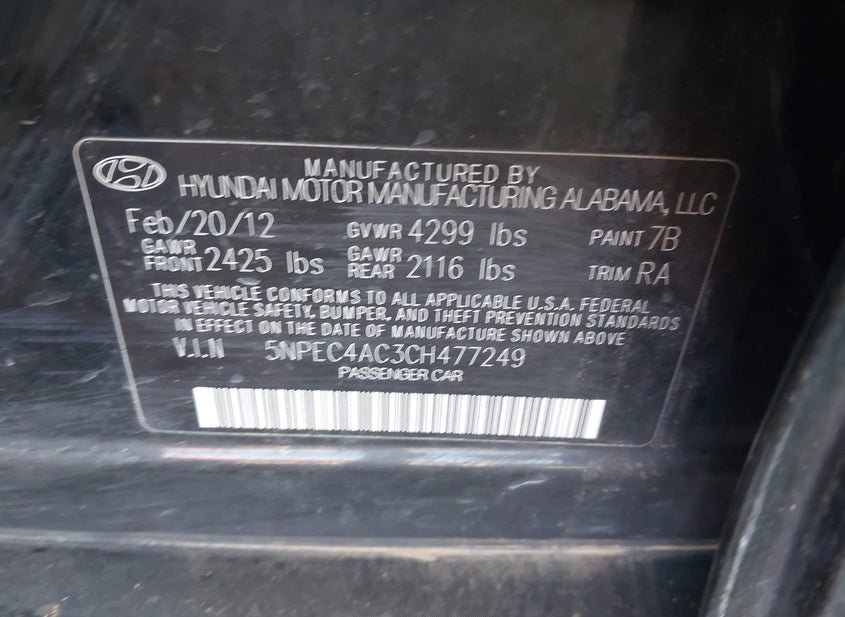 MANUFACTURED BY
HYUNDAI MOTOR MANUFACTURING ALABAMA, LLC
Feb/20/12 GVWR 4299 lbs PAINT 7B
GAWR FRONT 2425 lbs GAWR REAR 2116 lbs TRIM RA
THIS VEHICLE CONFORMS TO ALL APPLICABLE U.S.A. FEDERAL
MOTOR VEHICLE SAFETY, BUMPER, AND THEFT PREVENTION STANDARDS
IN EFFECT ON THE DATE OF MANUFACTURE SHOWN ABOVE
V.I.N 5NPEC4AC3CH477249
PASSENGER CAR